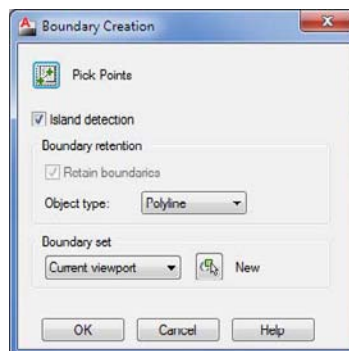 Boundary Creation
Pick Points
Island detection
Boundary retention
Retain boundaries
Object type: Polyline
Boundary set
Current viewport New
OK Cancel Help